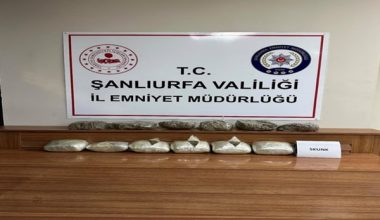 T.C.
ŞANLIURFA VALİLİĞİ
İL EMNİYET MÜDÜRLÜĞÜ
SKUNK